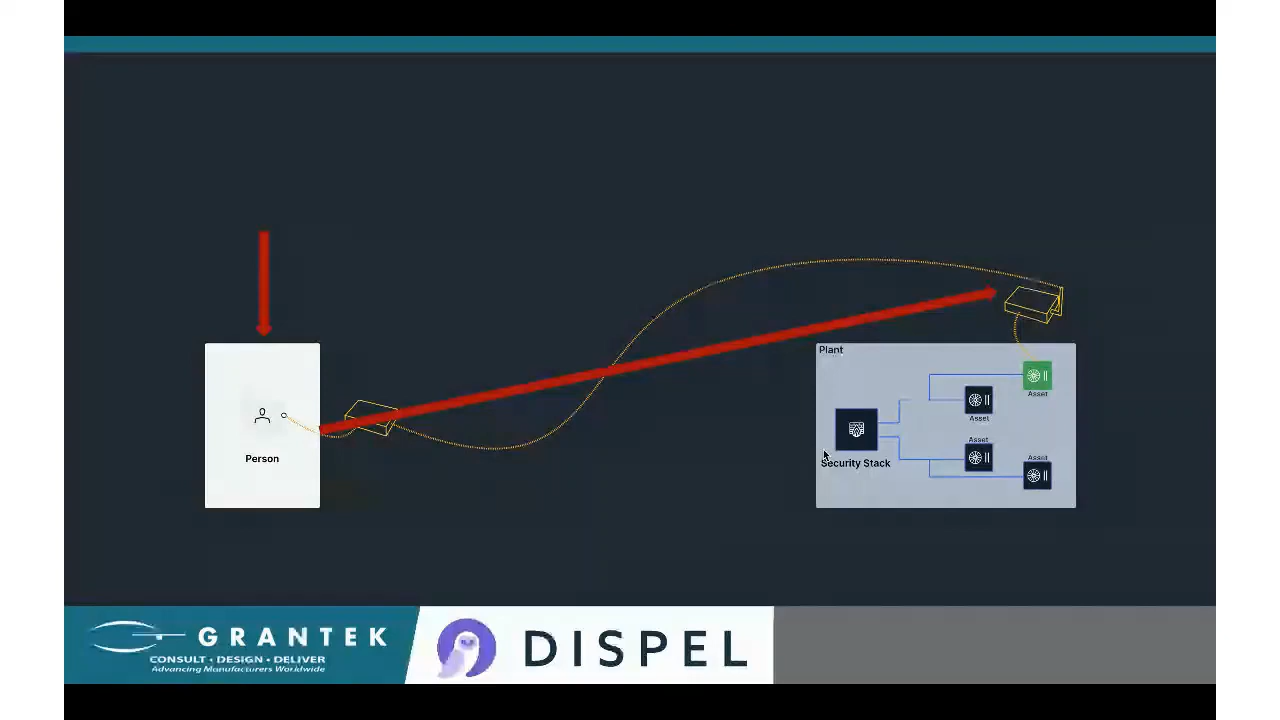 Plant
Asset
Asset
Asset
Asset
Security Stack
Person
GRANTEK
CONSULT • DESIGN • DELIVER
Advancing Manufacturers Worldwide
DISPEL